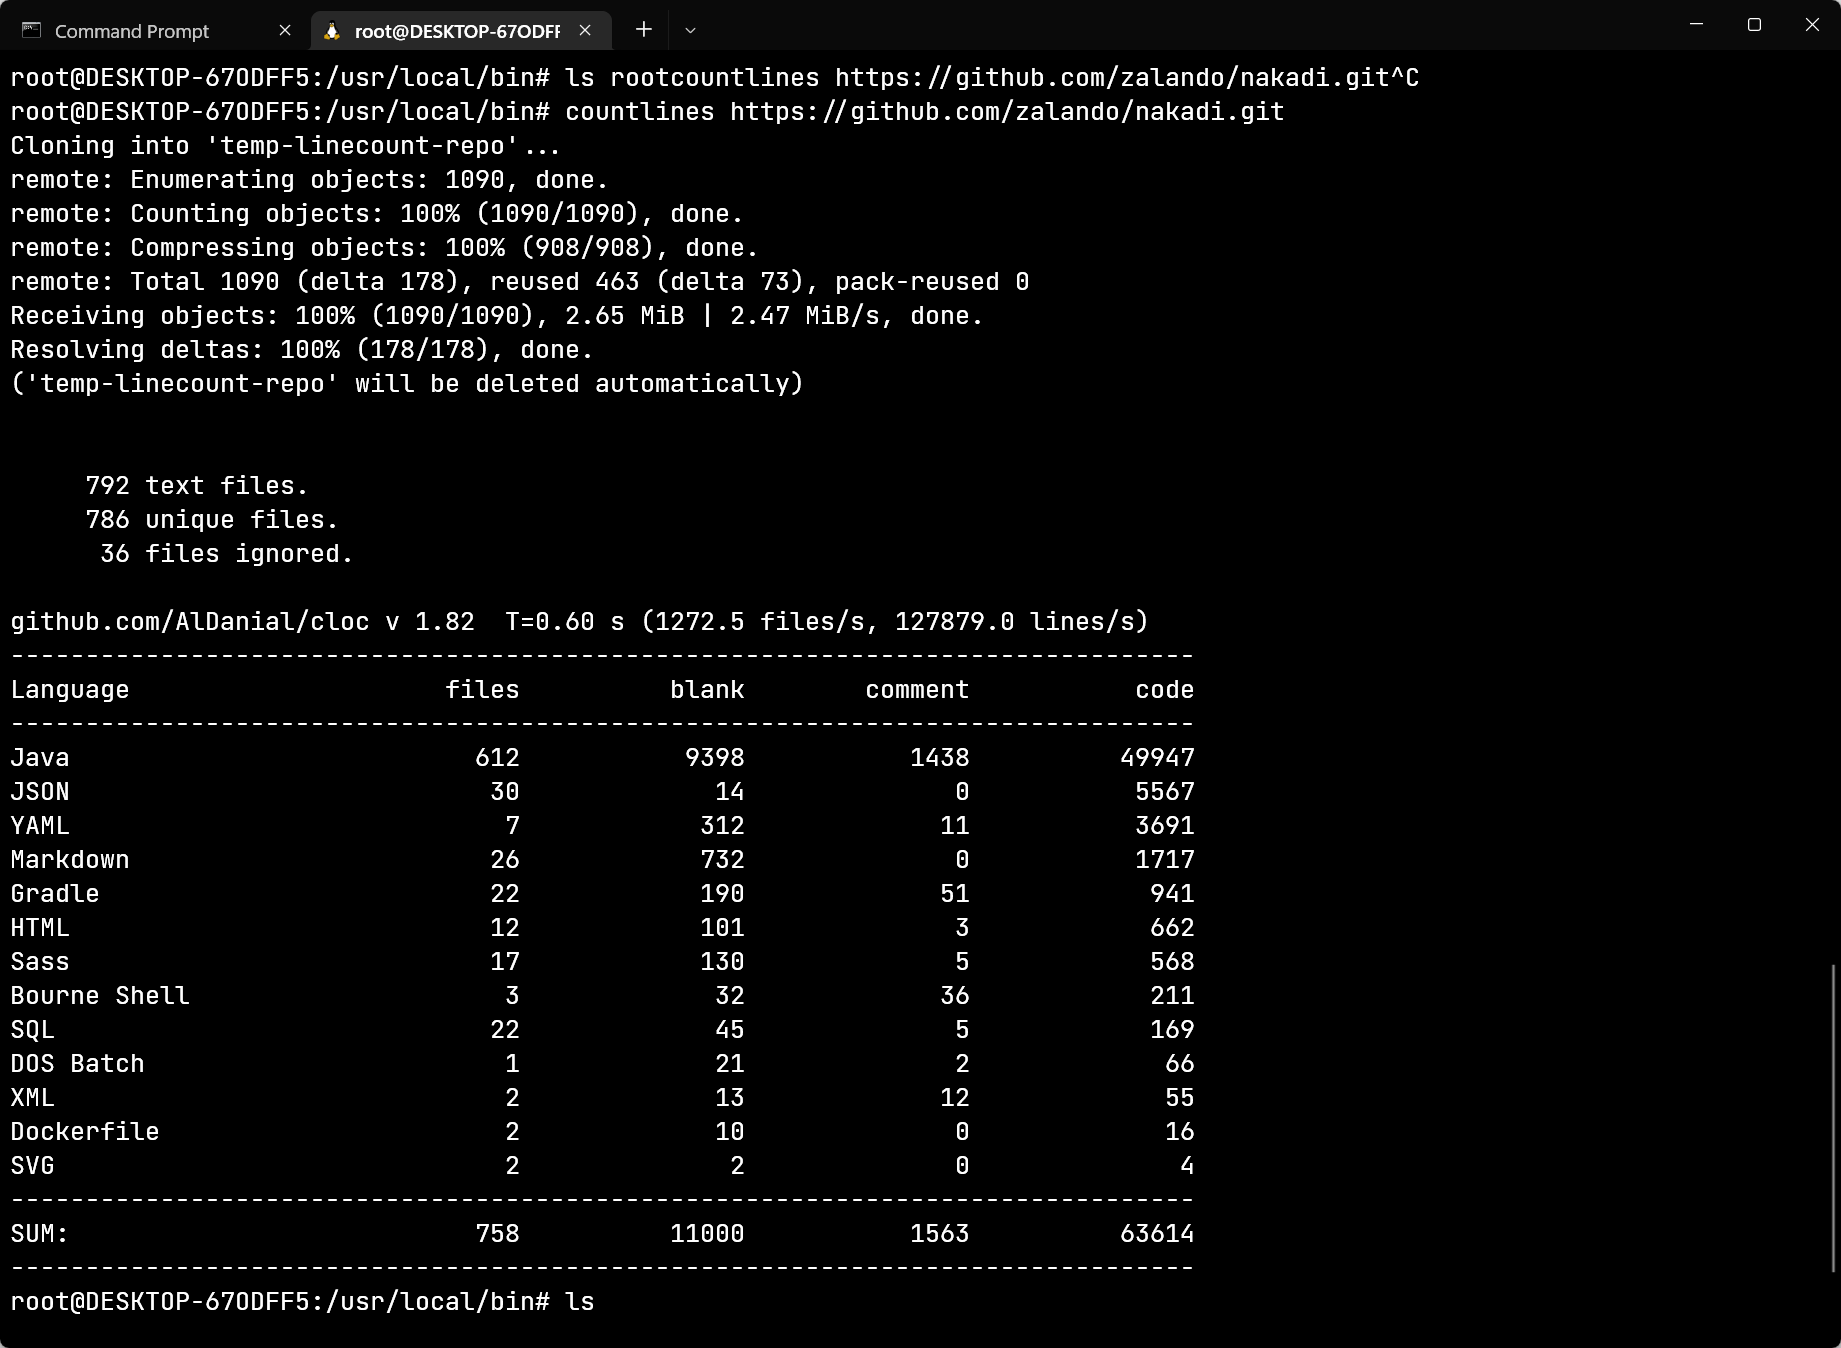 Command Prompt
root@DESKTOP-67ODFF
root@DESKTOP-67ODFF5:/usr/local/bin# ls rootcountlines https://github.com/zalando/nakadi.git^C
root@DESKTOP-67ODFF5:/usr/local/bin# countlines https://github.com/zalando/nakadi.git
Cloning into 'temp-linecount-repo'...
remote: Enumerating objects: 1090, done.
remote: Counting objects: 100% (1090/1090), done.
remote: Compressing objects: 100% (908/908), done.
remote: Total 1090 (delta 178), reused 463 (delta 73), pack-reused 0
Receiving objects: 100% (1090/1090), 2.65 MiB | 2.47 MiB/s, done.
Resolving deltas: 100% (178/178), done.
('temp-linecount-repo' will be deleted automatically)
     792 text files.
     786 unique files.
      36 files ignored.
github.com/AlDanial/cloc v 1.82  T=0.60 s (1272.5 files/s, 127879.0 lines/s)
-------------------------------------------------------------------------------
Language                     files          blank        comment           code
-------------------------------------------------------------------------------
Java                           612           9398           1438          49947
JSON                            30             14              0           5567
YAML                             7            312             11           3691
Markdown                        26            732              0           1717
Gradle                          22            190             51            941
HTML                            12            101              3            662
Sass                            17            130              5            568
Bourne Shell                     3             32             36            211
SQL                             22             45              5            169
DOS Batch                        1             21              2             66
XML                              2             13             12             55
Dockerfile                       2             10              0             16
SVG                              2              2              0              4
-------------------------------------------------------------------------------
SUM:                           758          11000           1563          63614
-------------------------------------------------------------------------------
root@DESKTOP-67ODFF5:/usr/local/bin# ls